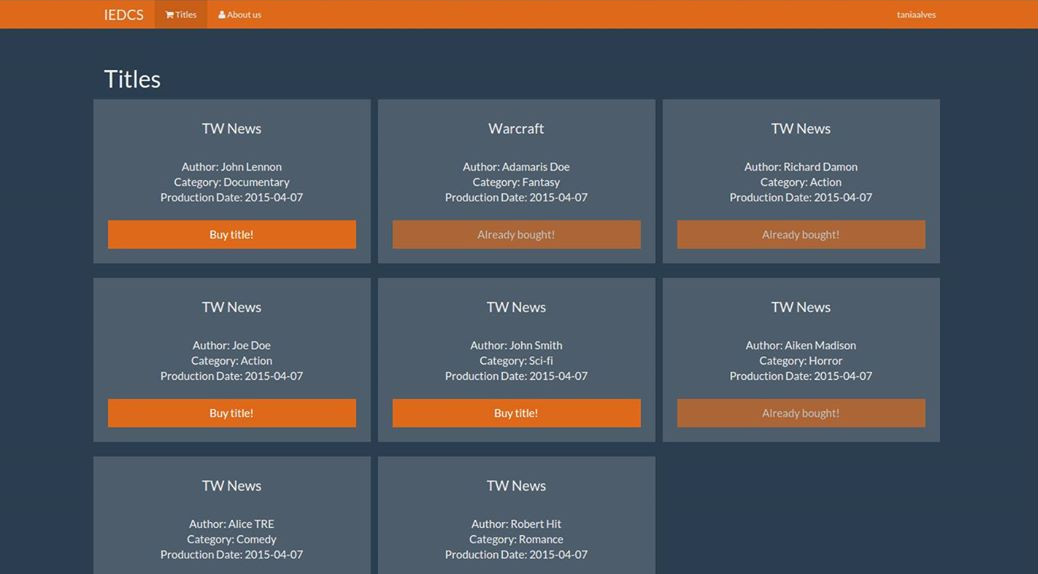 IEDCS Titles About us taniaalves
Titles
TW News
Author: John Lennon
Category: Documentary
Production Date: 2015-04-07
Buy title!
Warcraft
Author: Adamaris Doe
Category: Fantasy
Production Date: 2015-04-07
Already bought!
TW News
Author: Richard Damon
Category: Action
Production Date: 2015-04-07
Already bought!
TW News
Author: Joe Doe
Category: Action
Production Date: 2015-04-07
Buy title!
TW News
Author: John Smith
Category: Sci-fi
Production Date: 2015-04-07
Buy title!
TW News
Author: Aiken Madison
Category: Horror
Production Date: 2015-04-07
Already bought!
TW News
Author: Alice TRE
Category: Comedy
Production Date: 2015-04-07
TW News
Author: Robert Hit
Category: Romance
Production Date: 2015-04-07